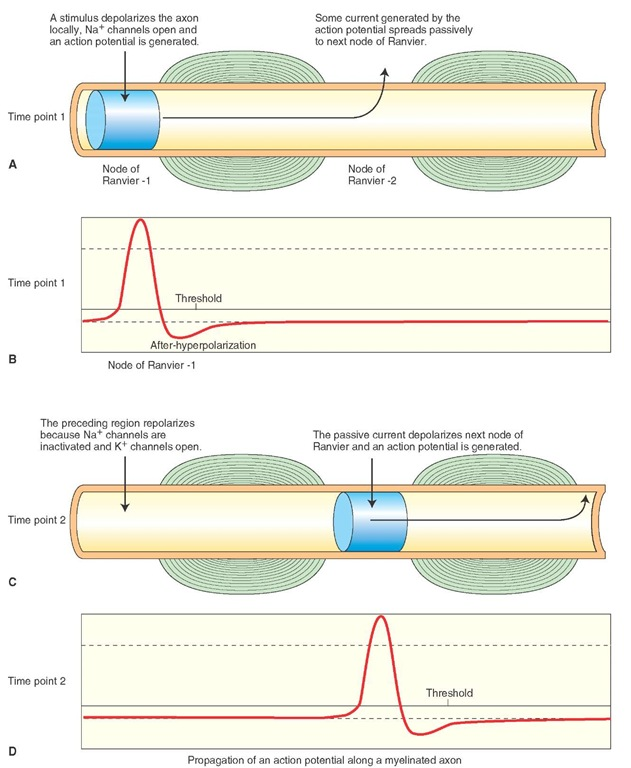 A stimulus depolarizes the axon
locally, Na+ channels open and
an action potential is generated.
Some current generated by the
action potential spreads passively
to next node of Ranvier.
Time point 1
A
Node of
Ranvier -1
Node of
Ranvier -2
Time point 1
Threshold
After-hyperpolarization
B
Node of Ranvier -1
The preceding region repolarizes
because Na+ channels are
inactivated and K+ channels open.
The passive current depolarizes next node of
Ranvier and an action potential is generated.
Time point 2
C
Time point 2
Threshold
D
Propagation of an action potential along a myelinated axon